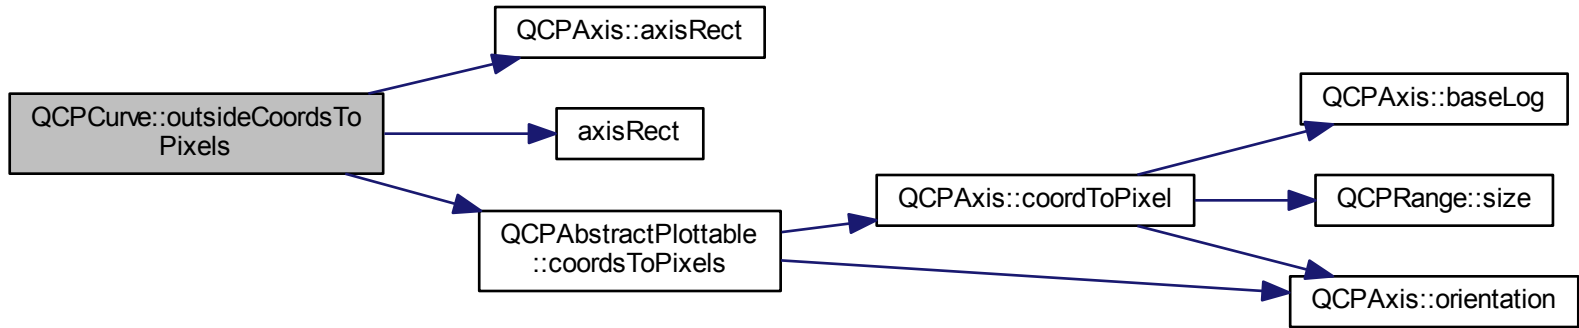 QCPCurve::outsideCoordsTo
Pixels
QCPAxis::axisRect
axisRect
QCPAbstractPlottable
::coordsToPixels
QCPAxis::coordToPixel
QCPAxis::baseLog
QCPRange::size
QCPAxis::orientation